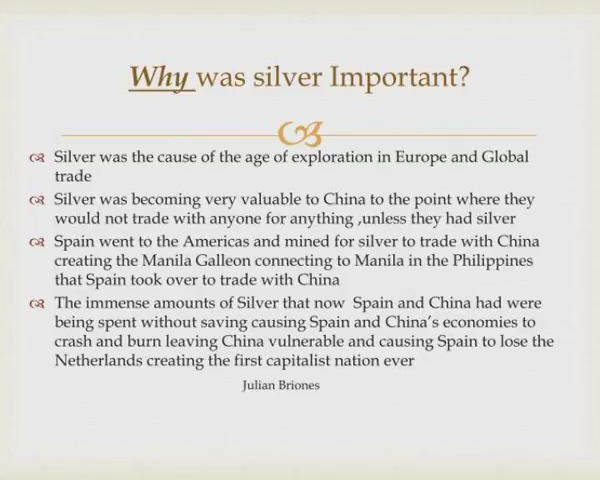 Why was silver Important?
Silver was the cause of the age of exploration in Europe and Global
trade
Silver was becoming very valuable to China to the point where they
would not trade with anyone for anything ,unless they had silver
Spain went to the Americas and mined for silver to trade with China
creating the Manila Galleon connecting to Manila in the Philippines
that Spain took over to trade with China
The immense amounts of Silver that now  Spain and China had were
being spent without saving causing Spain and China's economies to
crash and burn leaving China vulnerable and causing Spain to lose the
Netherlands creating the first capitalist nation ever
Julian Briones